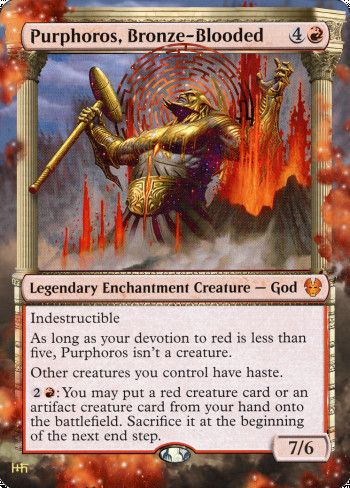 Purphoros, Bronze-Blooded 4
Legendary Enchantment Creature — God
Indestructible
As long as your devotion to red is less than
five, Purphoros isn't a creature.
Other creatures you control have haste.
2 : You may put a red creature card or an
artifact creature card from your hand onto
the battlefield. Sacrifice it at the beginning
of the next end step.
7/6